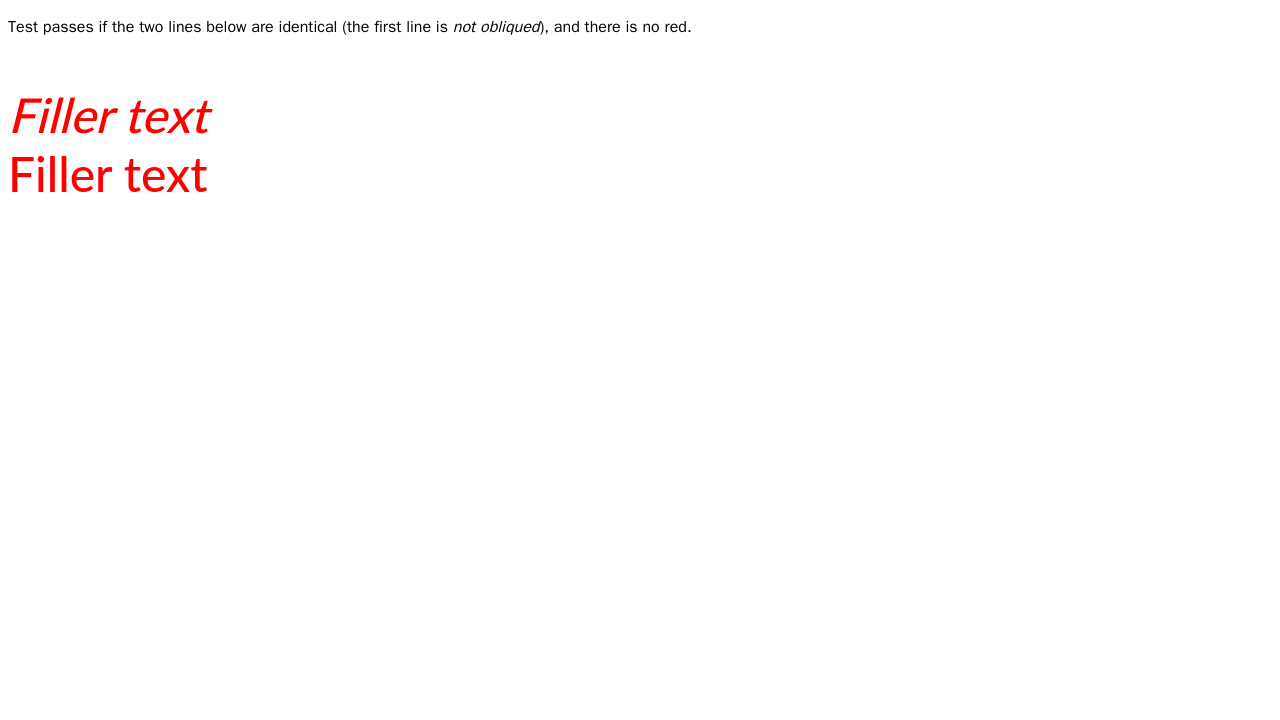 Test passes if the two lines below are identical (the first line is not obliqued), and there is no red.
Filler text
Filler text